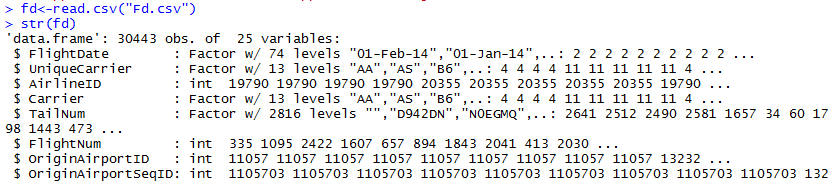 > fd<-read.csv("Fd.csv")
> str(fd)
'data.frame': 30443 obs. of 25 variables:
$ FlightDate : Factor w/ 74 levels "01-Feb-14","01-Jan-14",..: 2 2 2 2 2 2 2 2 2 2 ...
$ UniqueCarrier : Factor w/ 13 levels "AA","AS","B6",..: 4 4 4 4 11 11 11 11 11 4 ...
$ AirlineID : int 19790 19790 19790 19790 20355 20355 20355 20355 20355 19790 ...
$ Carrier : Factor w/ 13 levels "AA","AS","B6",..: 4 4 4 4 11 11 11 11 11 4 ...
$ TailNum : Factor w/ 2816 levels "","D942DN","N0EGMQ",..: 2641 2512 2490 2581 1657 34 60 17
98 1443 473 ...
$ FlightNum : int 335 1095 2422 1607 657 894 1843 2041 413 2030 ...
$ OriginAirportID : int 11057 11057 11057 11057 11057 11057 11057 11057 11057 13232 ...
$ OriginAirportSeqID: int 1105703 1105703 1105703 1105703 1105703 1105703 1105703 1105703 1105703 132